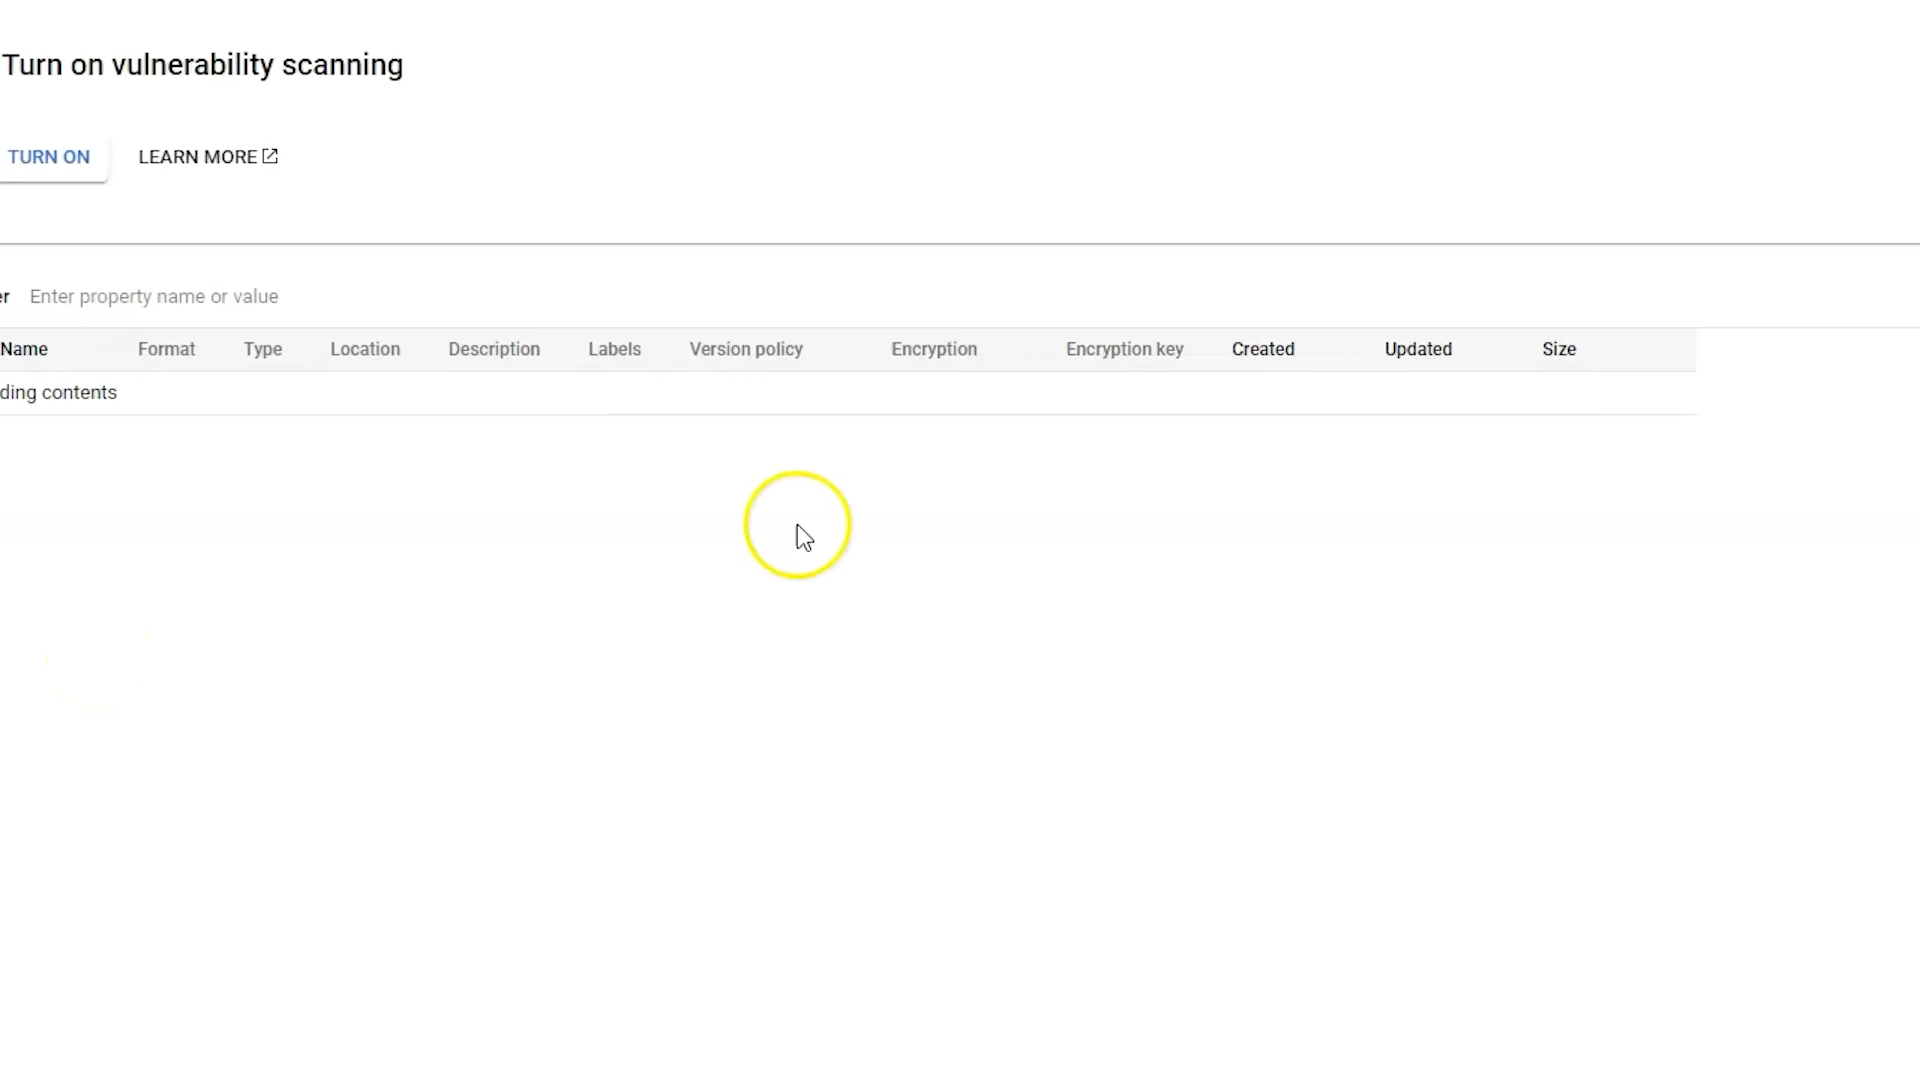 Turn on vulnerability scanning
TURN ON LEARN MORE
er Enter property name or value
Name Format Type Location Description Labels Version policy Encryption Encryption key Created Updated Size
ding contents